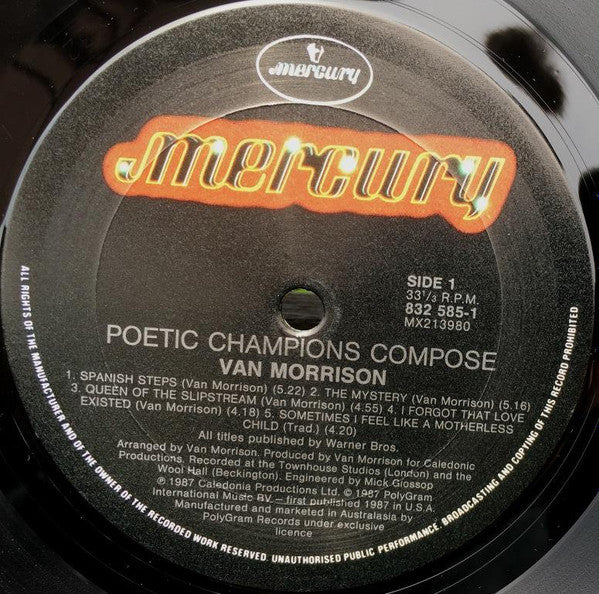 mercury
mercury
SIDE 1
33 1/3 R.P.M.
832 585-1
MX213980
POETIC CHAMPIONS COMPOSE
VAN MORRISON
1. SPANISH STEPS (Van Morrison) (5.22) 2. THE MYSTERY (Van Morrison) (5.16)
3. QUEEN OF THE SLIPSTREAM (Van Morrison) (4.55) 4. I FORGOT THAT LOVE
EXISTED (Van Morrison) (4.18) 5. SOMETIMES I FEEL LIKE A MOTHERLESS
CHILD (Trad.) (4.20)
All titles published by Warner Bros.
Arranged by Van Morrison. Produced by Van Morrison for Caledonic
Productions. Recorded at the Townhouse Studios (London) and the
Wool Hall (Beckington). Engineered by Mick Glossop
℗ 1987 Caledonia Productions Ltd. © 1987 PolyGram
International Music BV – first published 1987 in U.S.A.
Manufactured and marketed in Australasia by
PolyGram Records under exclusive
licence
ALL RIGHTS OF THE MANUFACTURER AND OF THE OWNER OF THE RECORDED WORK RESERVED. UNAUTHORISED PUBLIC PERFORMANCE BROADCASTING AND COPYING OF THIS RECORD PROHIBITED